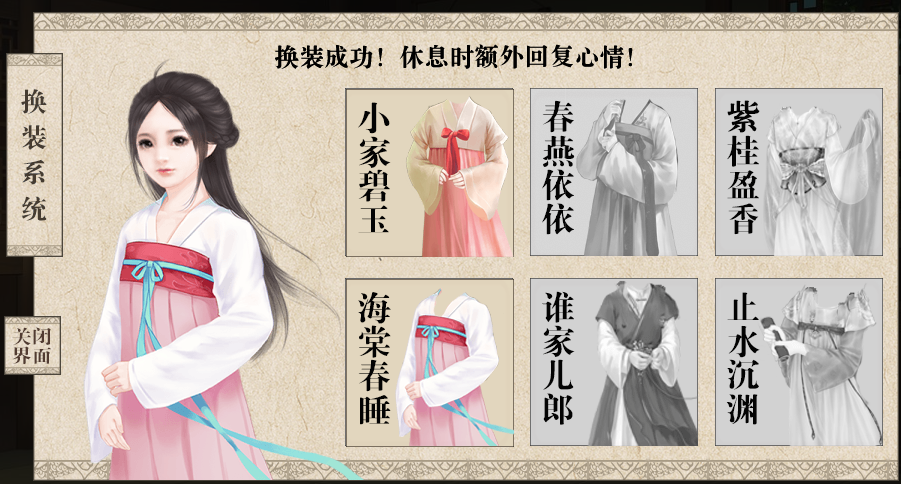 换装成功！休息时额外回复心情！
换装系统
关闭
界面
小家碧玉
春燕依依
紫桂盈香
海棠春睡
谁家儿郎
止水沉渊